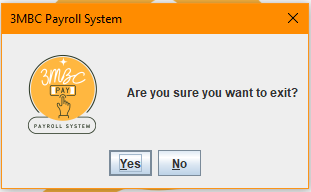 3MBC Payroll System
3MBC
PAY
PAYROLL SYSTEM
Are you sure you want to exit?
Yes No